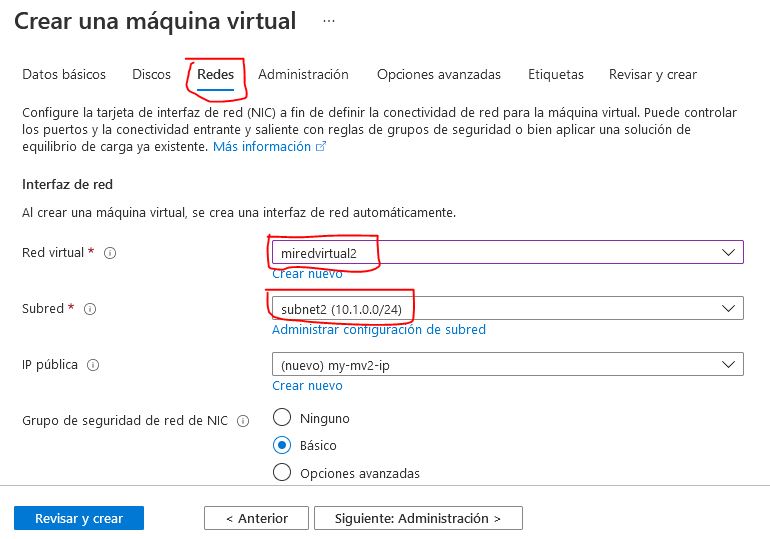 Crear una máquina virtual ...
Datos básicos Discos Redes Administración Opciones avanzadas Etiquetas Revisar y crear
Configure la tarjeta de interfaz de red (NIC) a fin de definir la conectividad de red para la máquina virtual. Puede controlar
los puertos y la conectividad entrante y saliente con reglas de grupos de seguridad o bien aplicar una solución de
equilibrio de carga ya existente. Más información
Interfaz de red
Al crear una máquina virtual, se crea una interfaz de red automáticamente.
Red virtual * miredvirtual2
Crear nuevo
Subred * subnet2 (10.1.0.0/24)
Administrar configuración de subred
IP pública (nuevo) my-mv2-ip
Crear nuevo
Grupo de seguridad de red de NIC Ninguno
Básico
Opciones avanzadas
Revisar y crear < Anterior Siguiente: Administración >